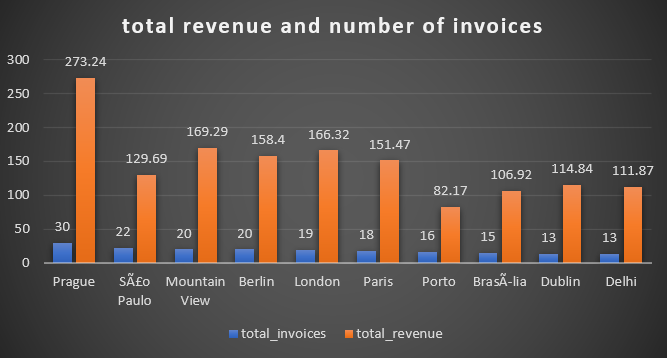 total revenue and number of invoices
300
250
200
150
100
50
0
273.24
129.69
169.29
158.4
166.32
151.47
82.17
106.92
114.84
111.87
30
22
20
20
19
18
16
15
13
13
Prague
SÃ£o
Paulo
Mountain
View
Berlin
London
Paris
Porto
BrasÃ-lia
Dublin
Delhi
total_invoices
total_revenue